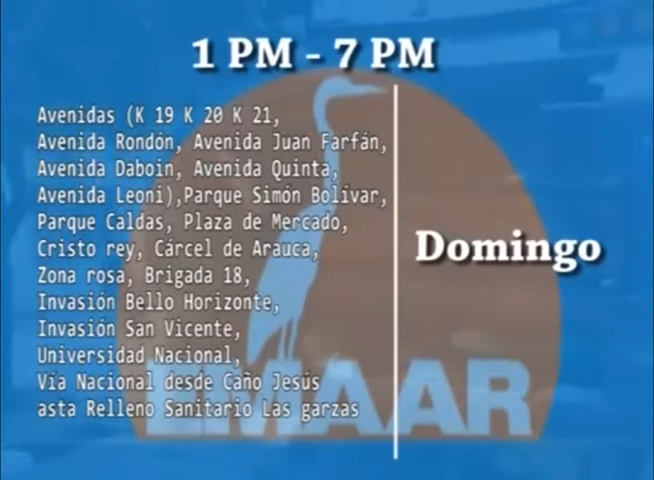 1 PM - 7 PM
Avenidas (K 19 K 20 K 21,
Avenida Rondón, Avenida Juan Farfán,
Avenida Daboin, Avenida Quinta,
Avenida Leoni),Parque Simón Bolívar,
Parque Caldas, Plaza de Mercado,
Cristo rey, Cárcel de Arauca,
Zona rosa, Brigada 18,
Invasión Bello Horizonte,
Invasión San Vicente,
Universidad Nacional,
Vía Nacional desde Caño Jesús
asta Relleno Sanitario Las garzas
Domingo
EMAAR